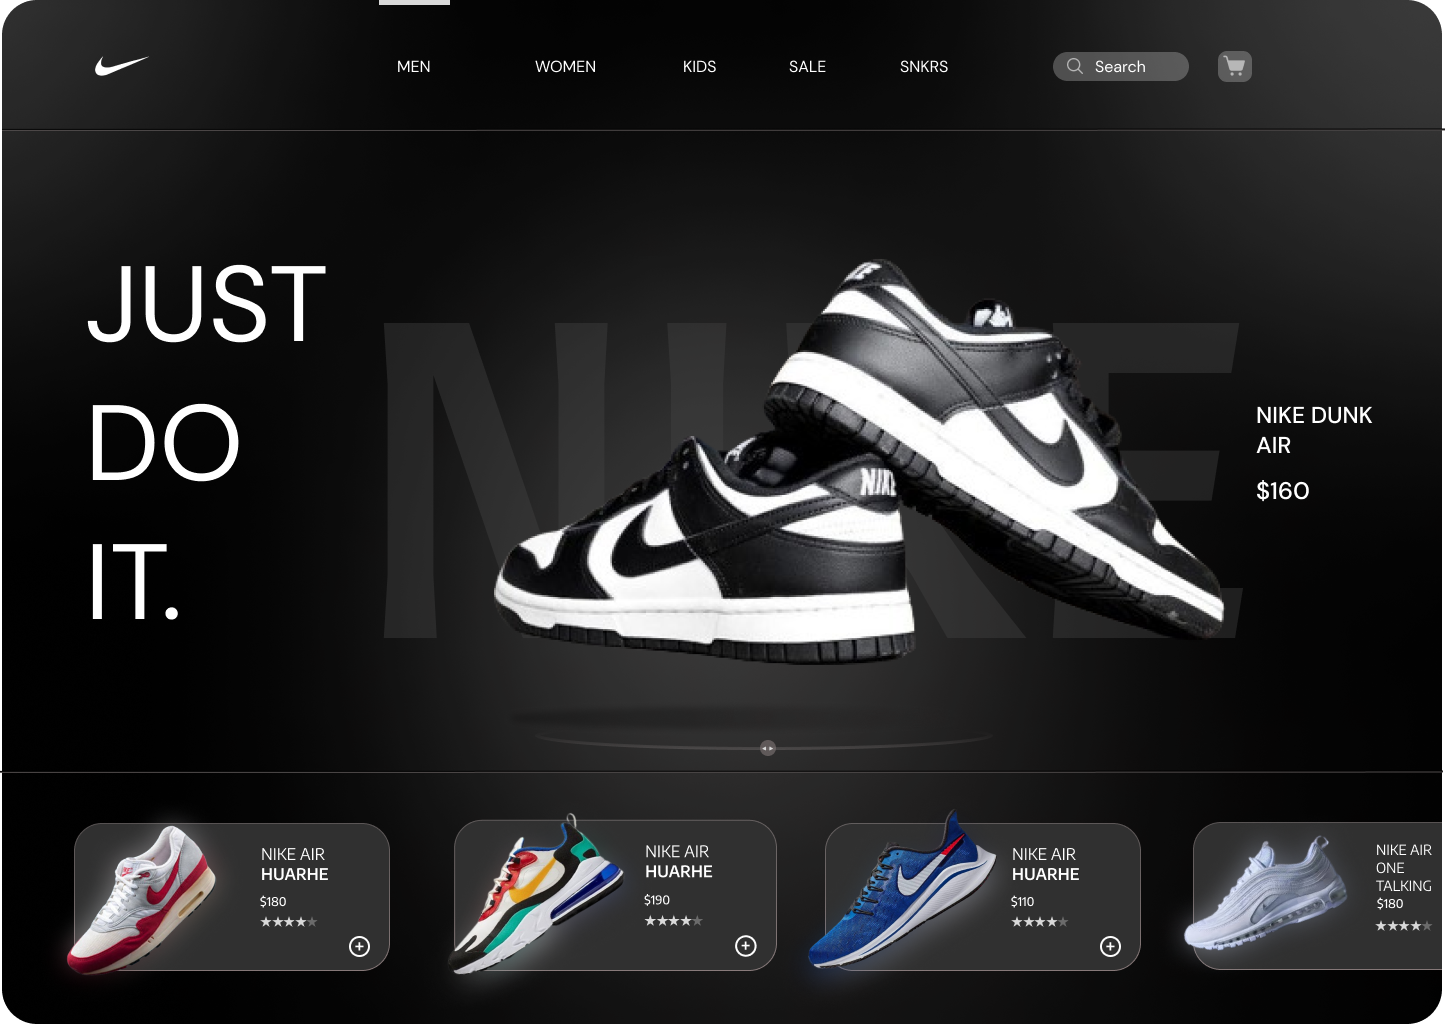 MEN
WOMEN
KIDS
SALE
SNKRS
Search
JUST
DO
IT.
NIKE
NIKE
NIKE DUNK
AIR
$160
NIKE AIR
HUARHE
$180
NIKE AIR
HUARHE
$190
NIKE AIR
HUARHE
$110
NIKE AIR
ONE
TALKING
$180